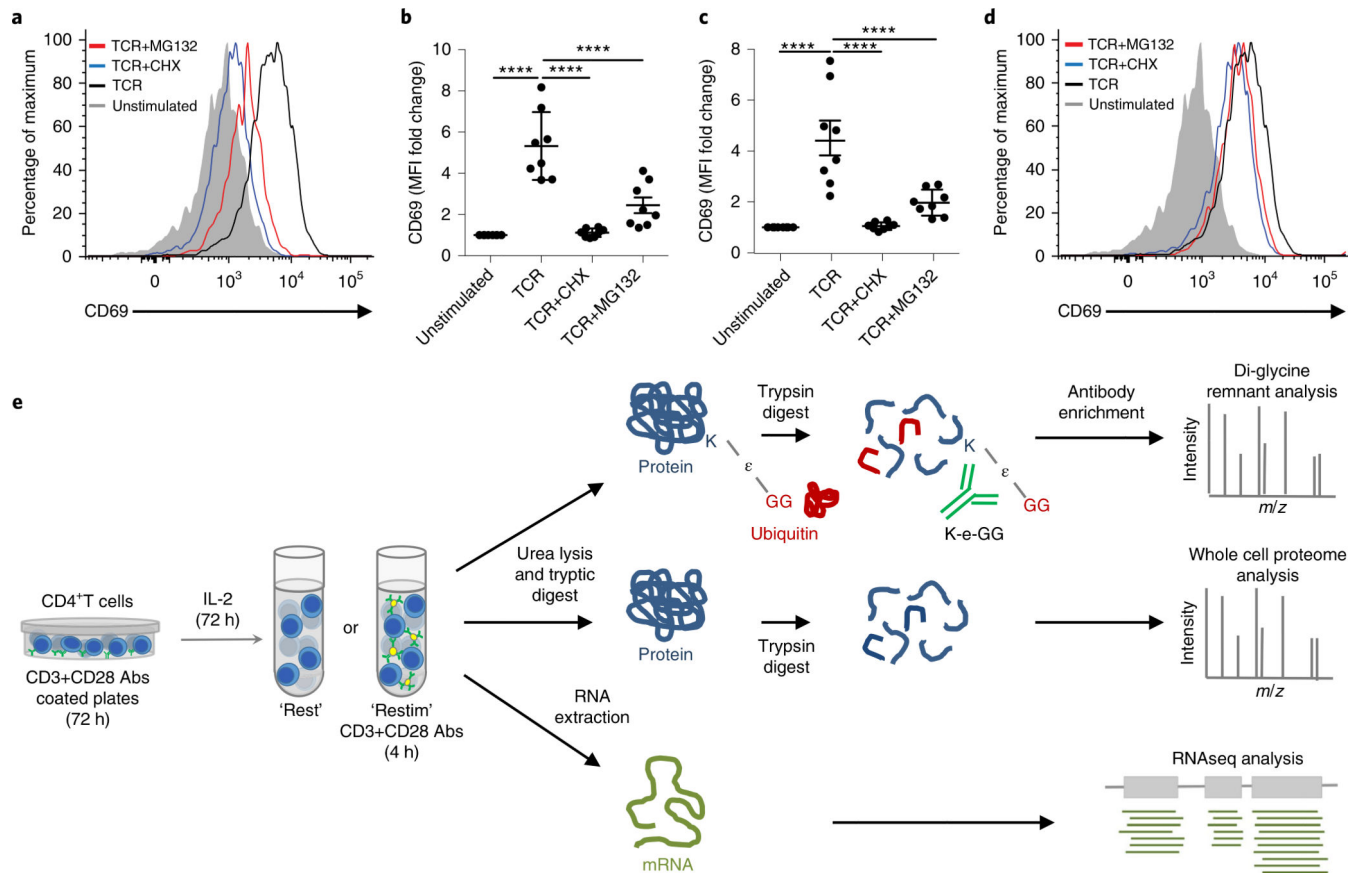 a
TCR+MG132
TCR+CHX
TCR
Unstimulated
Percentage of maximum
100
80
60
40
20
0
0
10³
10⁴
10⁵
CD69
b
CD69 (MFI fold change)
10
8
6
4
2
0
****
****
****
Unstimulated
TCR
TCR+CHX
TCR+MG132
c
CD69 (MFI fold change)
8
6
4
2
0
****
****
****
Unstimulated
TCR
TCR+CHX
TCR+MG132
d
TCR+MG132
TCR+CHX
TCR
Unstimulated
Percentage of maximum
100
80
60
40
20
0
0
10³
10⁴
10⁵
CD69
e
CD4⁺T cells
CD3+CD28 Abs
coated plates
(72 h)
IL-2
(72 h)
'Rest'
or
'Restim'
CD3+CD28 Abs
(4 h)
Urea lysis
and tryptic
digest
RNA
extraction
Protein
K
ε
GG
Ubiquitin
Trypsin
digest
K
ε
GG
K-e-GG
Antibody
enrichment
Di-glycine
remnant analysis
Intensity
m/z
Protein
Trypsin
digest
Whole cell proteome
analysis
Intensity
m/z
mRNA
RNAseq analysis